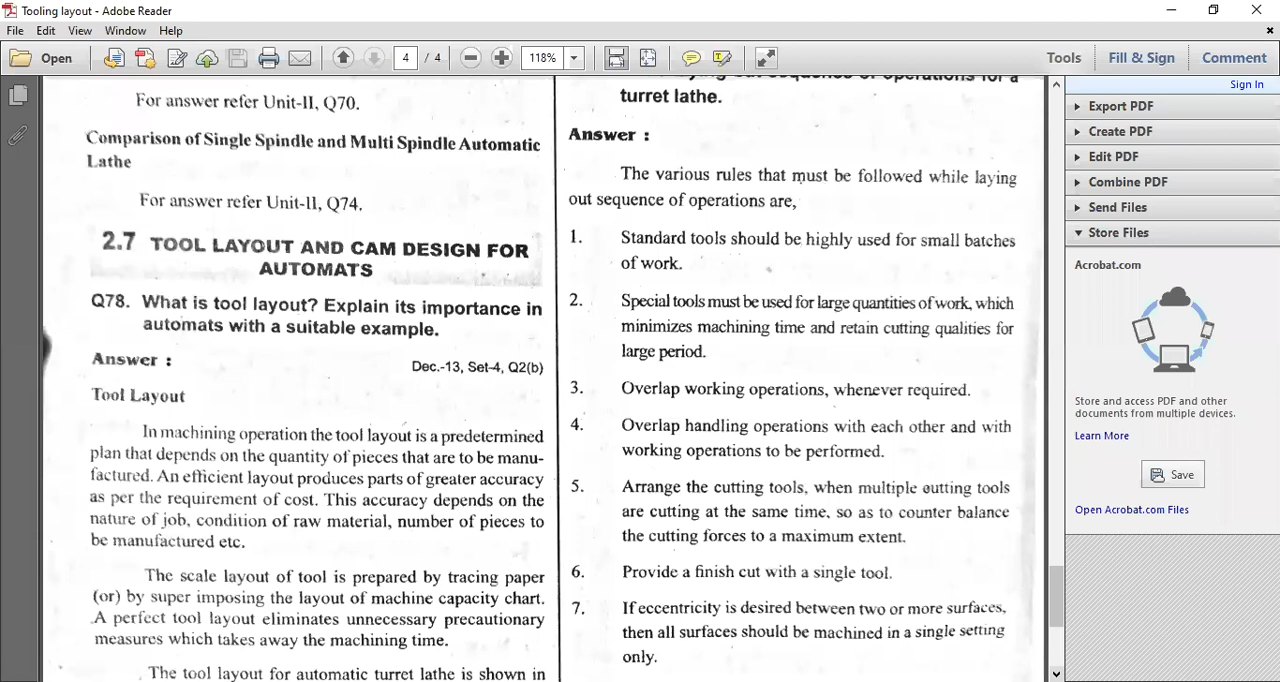 Tooling layout - Adobe Reader
File Edit View Window Help
Open 4 / 4 118% Tools Fill & Sign Comment
For answer refer Unit-II, Q70.
Comparison of Single Spindle and Multi Spindle Automatic
Lathe
For answer refer Unit-II, Q74.
2.7 TOOL LAYOUT AND CAM DESIGN FOR
AUTOMATS
Q78. What is tool layout? Explain its importance in
automats with a suitable example.
Answer :
Dec.-13, Set-4, Q2(b)
Tool Layout
In machining operation the tool layout is a predetermined
plan that depends on the quantity of pieces that are to be manu-
factured. An efficient layout produces parts of greater accuracy
as per the requirement of cost. This accuracy depends on the
nature of job, condition of raw material, number of pieces to
be manufactured etc.
The scale layout of tool is prepared by tracing paper
(or) by super imposing the layout of machine capacity chart.
A perfect tool layout eliminates unnecessary precautionary
measures which takes away the machining time.
The tool layout for automatic turret lathe is shown in
laying out sequence of operations for a
turret lathe.
Answer :
The various rules that must be followed while laying
out sequence of operations are,
1. Standard tools should be highly used for small batches
of work.
2. Special tools must be used for large quantities of work, which
minimizes machining time and retain cutting qualities for
large period.
3. Overlap working operations, whenever required.
4. Overlap handling operations with each other and with
working operations to be performed.
5. Arrange the cutting tools, when multiple cutting tools
are cutting at the same time, so as to counter balance
the cutting forces to a maximum extent.
6. Provide a finish cut with a single tool.
7. If eccentricity is desired between two or more surfaces,
then all surfaces should be machined in a single setting
only.
Sign In
Export PDF
Create PDF
Edit PDF
Combine PDF
Send Files
Store Files
Acrobat.com
Store and access PDF and other
documents from multiple devices.
Learn More
Save
Open Acrobat.com Files